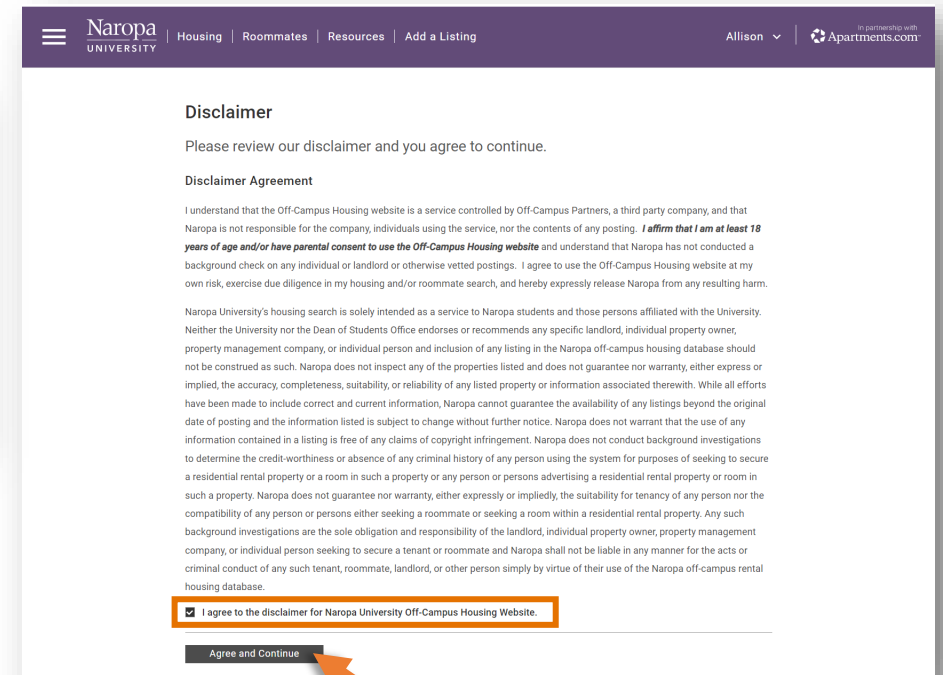 Naropa
UNIVERSITY
Housing | Roommates | Resources | Add a Listing
Allison
In partnership with
Apartments.com
Disclaimer
Please review our disclaimer and you agree to continue.
Disclaimer Agreement
I understand that the Off-Campus Housing website is a service controlled by Off-Campus Partners, a third party company, and that
Naropa is not responsible for the company, individuals using the service, nor the contents of any posting. I affirm that I am at least 18
years of age and/or have parental consent to use the Off-Campus Housing website and understand that Naropa has not conducted a
background check on any individual or landlord or otherwise vetted postings. I agree to use the Off-Campus Housing website at my
own risk, exercise due diligence in my housing and/or roommate search, and hereby expressly release Naropa from any resulting harm.
Naropa University's housing search is solely intended as a service to Naropa students and those persons affiliated with the University.
Neither the University nor the Dean of Students Office endorses or recommends any specific landlord, individual property owner,
property management company, or individual person and inclusion of any listing in the Naropa off-campus housing database should
not be construed as such. Naropa does not inspect any of the properties listed and does not guarantee nor warranty, either express or
implied, the accuracy, completeness, suitability, or reliability of any listed property or information associated therewith. While all efforts
have been made to include correct and current information, Naropa cannot guarantee the availability of any listings beyond the original
date of posting and the information listed is subject to change without further notice. Naropa does not warrant that the use of any
information contained in a listing is free of any claims of copyright infringement. Naropa does not conduct background investigations
to determine the credit-worthiness or absence of any criminal history of any person using the system for purposes of seeking to secure
a residential rental property or a room in such a property or any person or persons advertising a residential rental property or room in
such a property. Naropa does not guarantee nor warranty, either expressly or impliedly, the suitability for tenancy of any person nor the
compatibility of any person or persons either seeking a roommate or seeking a room within a residential rental property. Any such
background investigations are the sole obligation and responsibility of the landlord, individual property owner, property management
company, or individual person seeking to secure a tenant or roommate and Naropa shall not be liable in any manner for the acts or
criminal conduct of any such tenant, roommate, landlord, or other person simply by virtue of their use of the Naropa off-campus rental
housing database.
I agree to the disclaimer for Naropa University Off-Campus Housing Website.
Agree and Continue